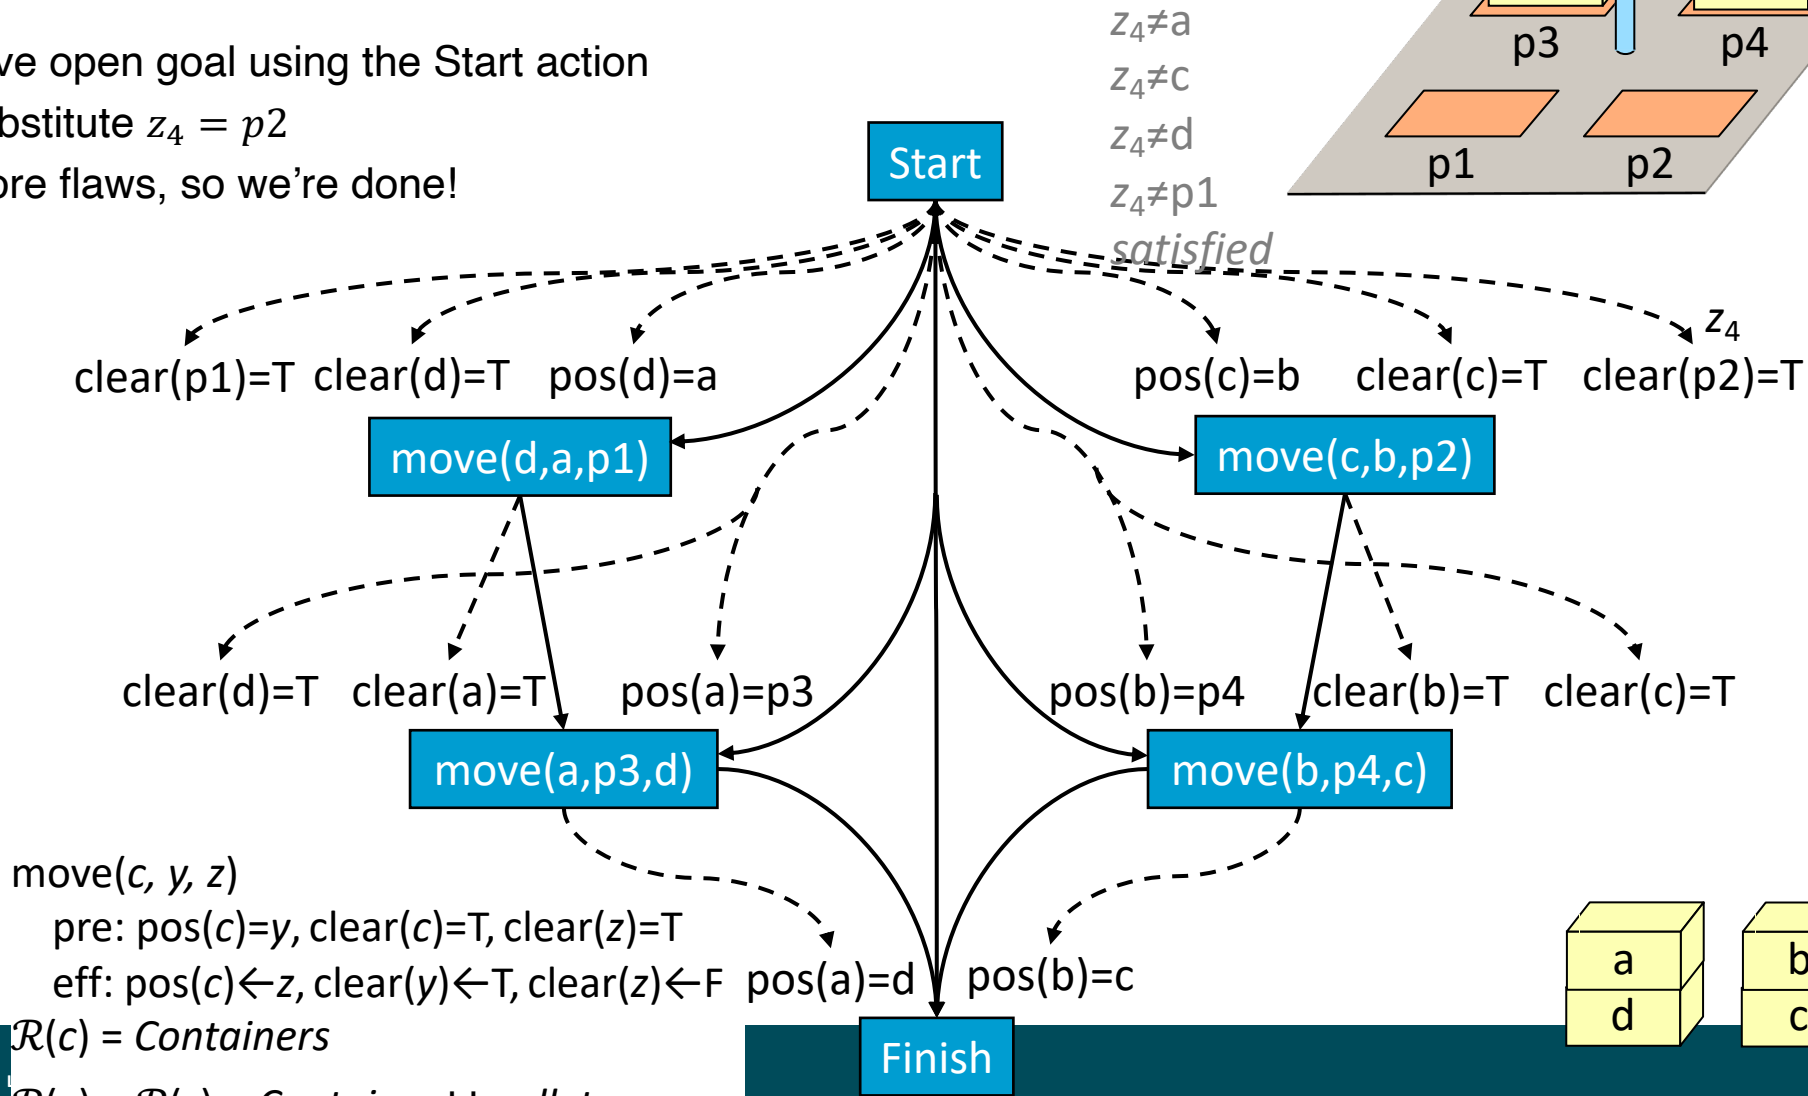 ve open goal using the Start action
bstitute z₄ = p2
ore flaws, so we're done!
z₄≠a
z₄≠c
z₄≠d
z₄≠p1
satisfied
p3 p4
p1 p2
Start
z₄
clear(p1)=T clear(d)=T pos(d)=a pos(c)=b clear(c)=T clear(p2)=T
move(d,a,p1) move(c,b,p2)
clear(d)=T clear(a)=T pos(a)=p3 pos(b)=p4 clear(b)=T clear(c)=T
move(a,p3,d) move(b,p4,c)
move(c, y, z)
pre: pos(c)=y, clear(c)=T, clear(z)=T
eff: pos(c)←z, clear(y)←T, clear(z)←F
pos(a)=d pos(b)=c
ℛ(c) = Containers
Finish
a b
d c